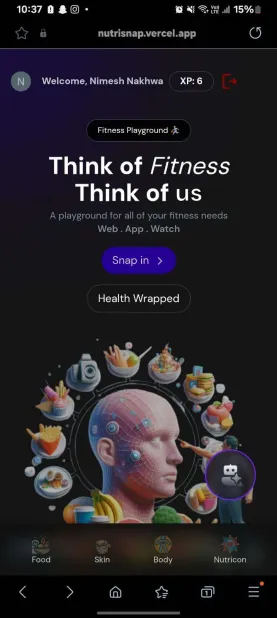 10:37
15%
nutrisnap.vercel.app
N
Welcome, Nimesh Nakhwa
XP: 6
Fitness Playground
Think of Fitness
Think of us
A playground for all of your fitness needs
Web . App . Watch
Snap in
Health Wrapped
Food
Skin
Body
Nutricon
1